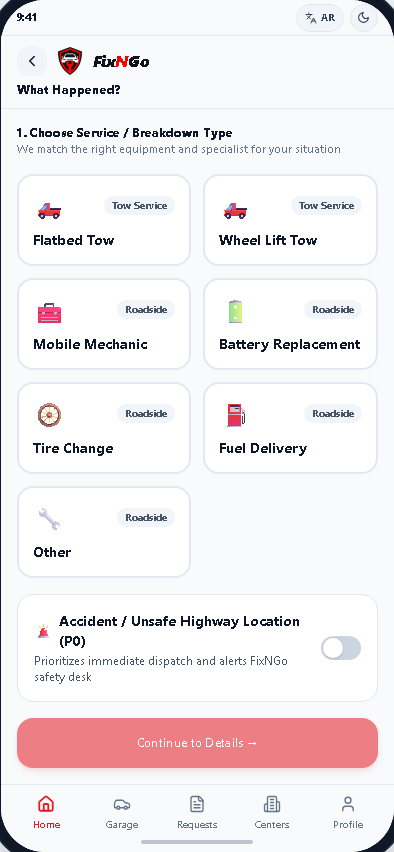 9:41
AR
FixNGo
What Happened?
1. Choose Service / Breakdown Type
We match the right equipment and specialist for your situation
Tow Service
Flatbed Tow
Tow Service
Wheel Lift Tow
Roadside
Mobile Mechanic
Roadside
Battery Replacement
Roadside
Tire Change
Roadside
Fuel Delivery
Roadside
Other
Accident / Unsafe Highway Location
(P0)
Prioritizes immediate dispatch and alerts FixNGo
safety desk
Continue to Details →
Home
Garage
Requests
Centers
Profile